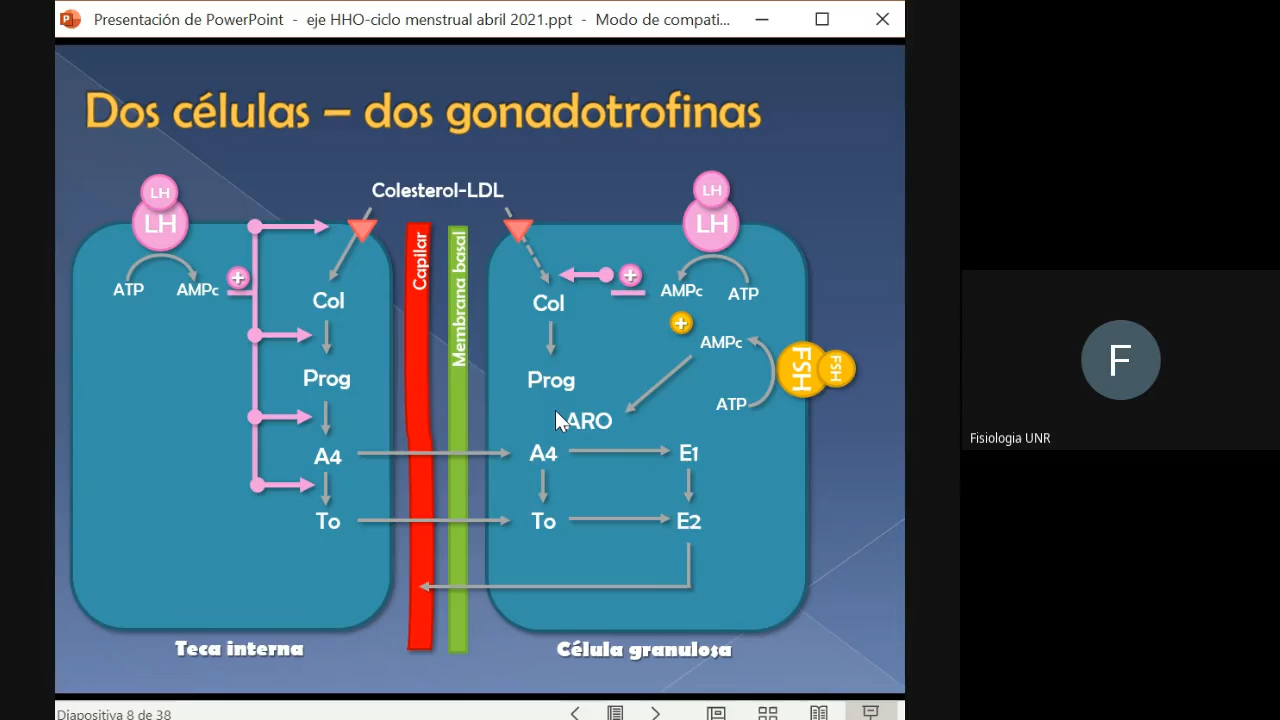 Presentación de PowerPoint - eje HHO-ciclo menstrual abril 2021.ppt - Modo de compati...
Dos células – dos gonadotrofinas
Colesterol-LDL
LH
LH
ATP
AMPc
+
Col
Prog
A4
To
Teca interna
Capilar
Membrana basal
LH
LH
Col
+
AMPc
ATP
+
AMPc
FSH
FSH
ATP
Prog
ARO
A4
E1
To
E2
Célula granulosa
F
Fisiologia UNR
Diapositiva 8 de 38